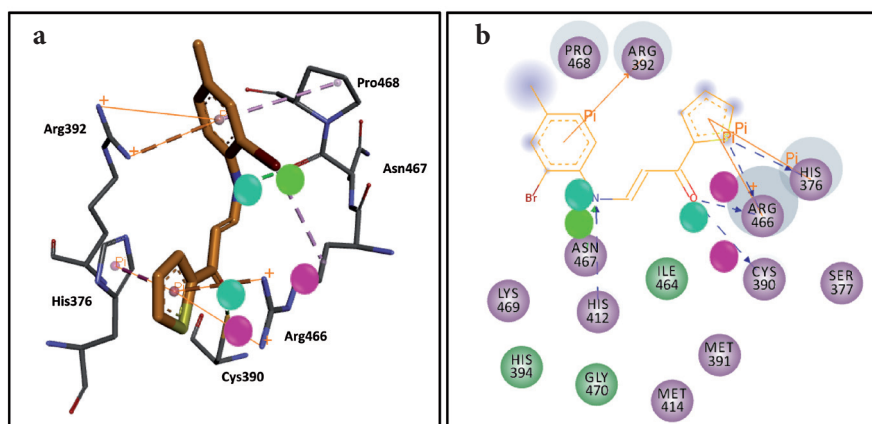 a
Pro468
Arg392
Asn467
His376
Pi
Arg466
Cys390
b
PRO
468
ARG
392
Pi
Pi
Pi
HIS
376
Br
N
O
ARG
466
ASN
467
ILE
464
CYS
390
SER
377
LYS
469
HIS
412
MET
391
HIS
394
GLY
470
MET
414